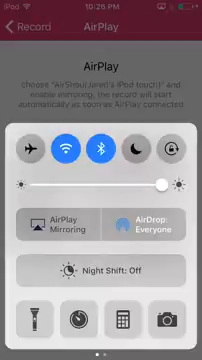 iPod 10:26 PM
Record AirPlay
AirPlay
choose "AirShou(Jared's iPod touch)" and
enable mirroring, the record will start
automatically as soon as AirPlay connected
AirPlay AirDrop:
Mirroring Everyone
Night Shift: Off